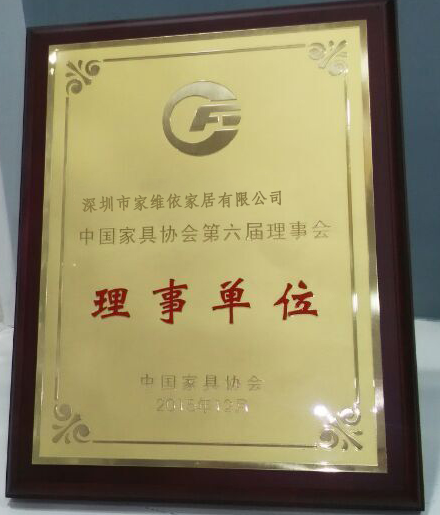 深圳市家维依家居有限公司
中国家具协会第六届理事会
理事单位
中国家具协会
2015年12月